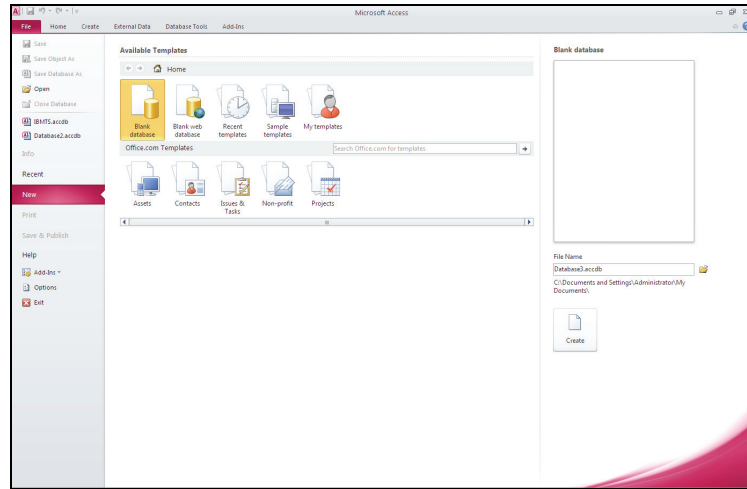 Microsoft Access
File Home Create External Data Database Tools Add-Ins
Save
Save Object As
Save Database As
Open
Close Database
IBMTS.accdb
Database2.accdb
Info
Recent
New
Print
Save & Publish
Help
Add-Ins
Options
Exit
Available Templates
Home
Blank database
Blank web database
Recent templates
Sample templates
My templates
Office.com Templates
Search Office.com for templates
Assets
Contacts
Issues & Tasks
Non-profit
Projects
Blank database
File Name
Database3.accdb
C:\Documents and Settings\Administrator\My
Documents\
Create